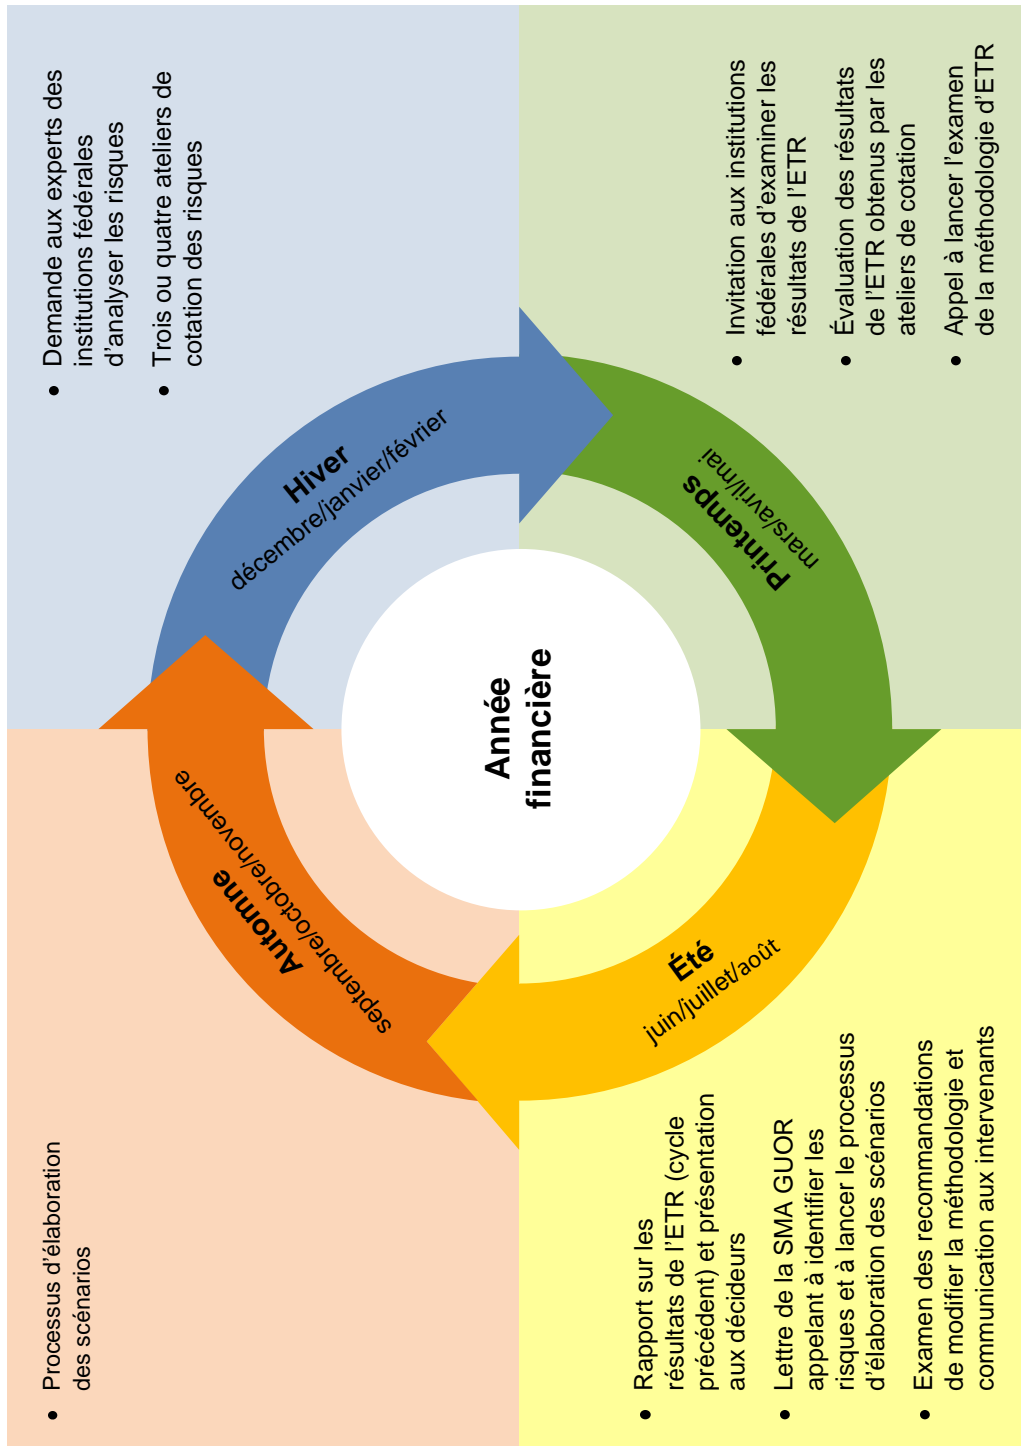 Processus d’élaboration
des scénarios
Demande aux experts des
institutions fédérales
d’analyser les risques
Trois ou quatre ateliers de
cotation des risques
Automne
septembre/octobre/novembre
Hiver
décembre/janvier/février
Année
financière
Été
juin/juillet/août
Printemps
mars/avril/mai
Rapport sur les
résultats de l’ETR (cycle
précédent) et présentation
aux décideurs
Lettre de la SMA GUOR
appelant à identifier les
risques et à lancer le processus
d’élaboration des scénarios
Examen des recommandations
de modifier la méthodologie et
communication aux intervenants
Invitation aux institutions
fédérales d’examiner les
résultats de l’ETR
Évaluation des résultats
de l’ETR obtenus par les
ateliers de cotation
Appel à lancer l’examen
de la méthodologie d’ETR